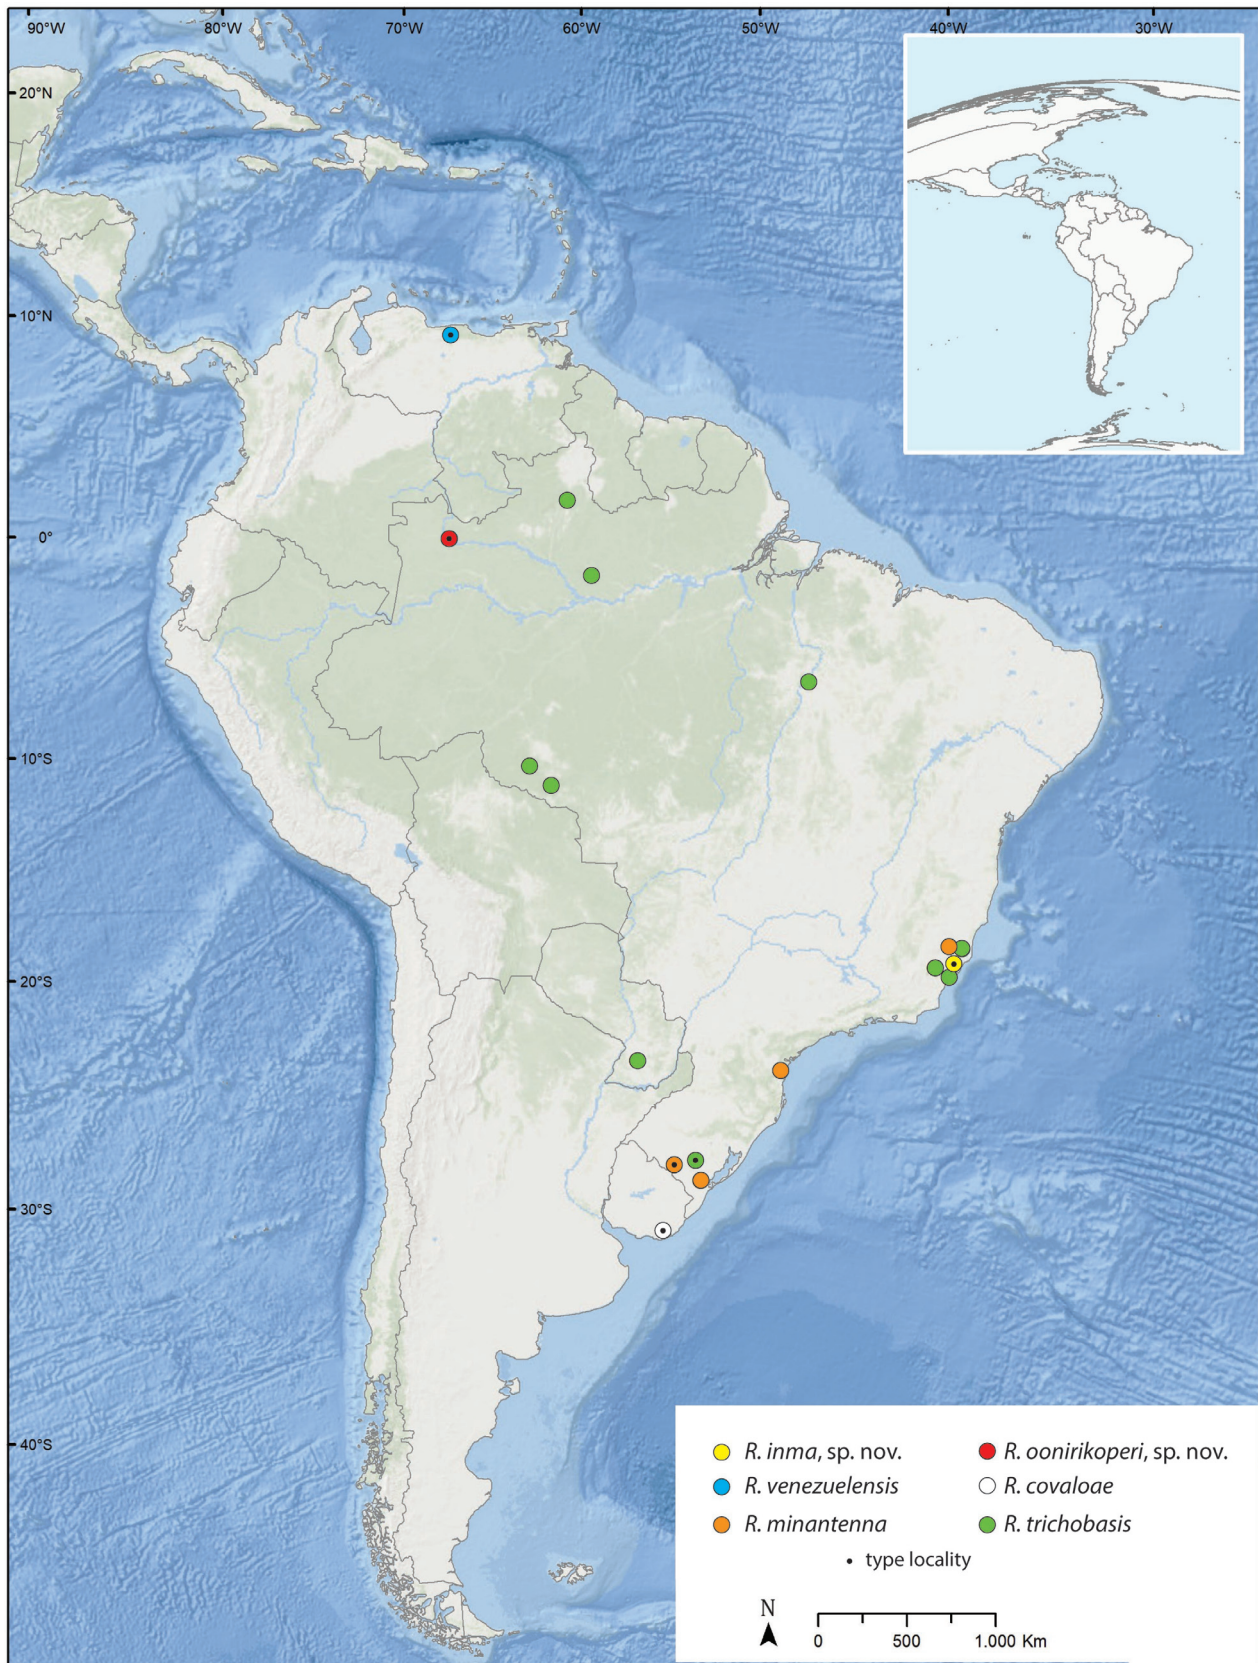 90°W 80°W 70°W 60°W 50°W 40°W 30°W
20°N
10°N
0°
10°S
20°S
30°S
40°S
R. inma, sp. nov. R. oonirikoperi, sp. nov.
R. venezuelensis R. covaloae
R. minantenna R. trichobasis
type locality
N
0 500 1.000 Km